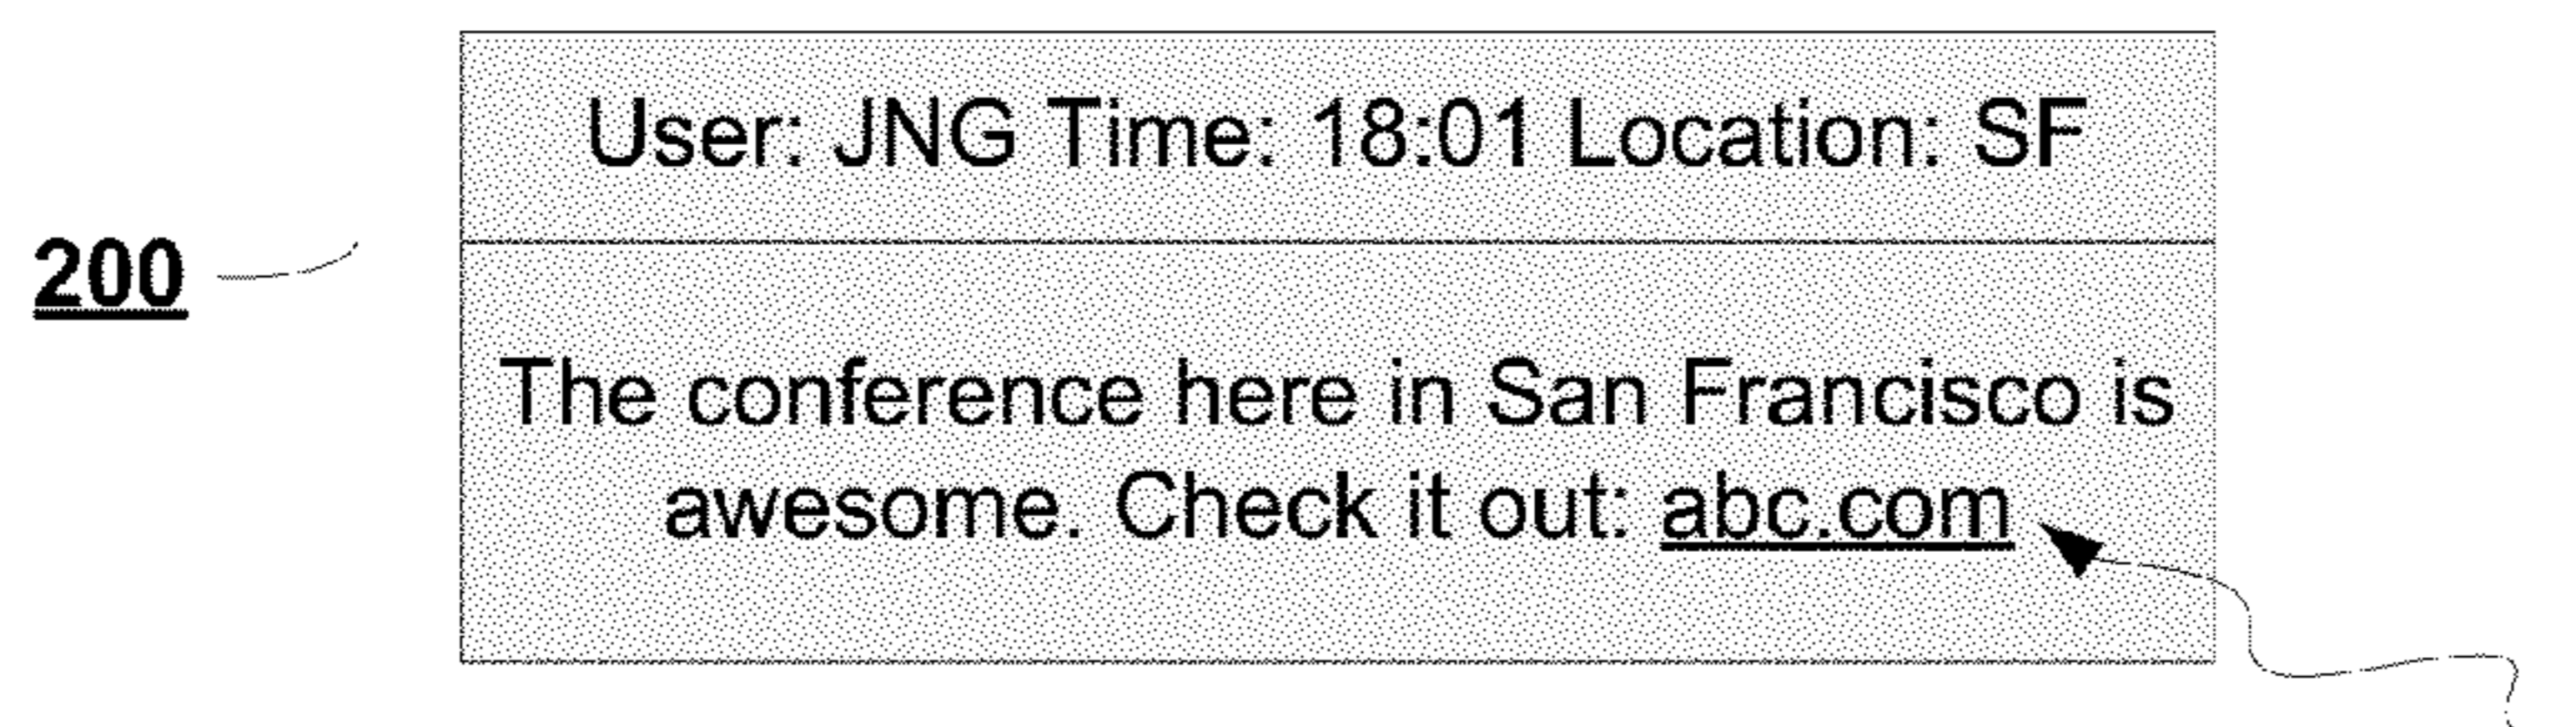 User: JNG Time: 18:01 Location: SF
200
The conference here in San Francisco is
awesome. Check it out: abc.com